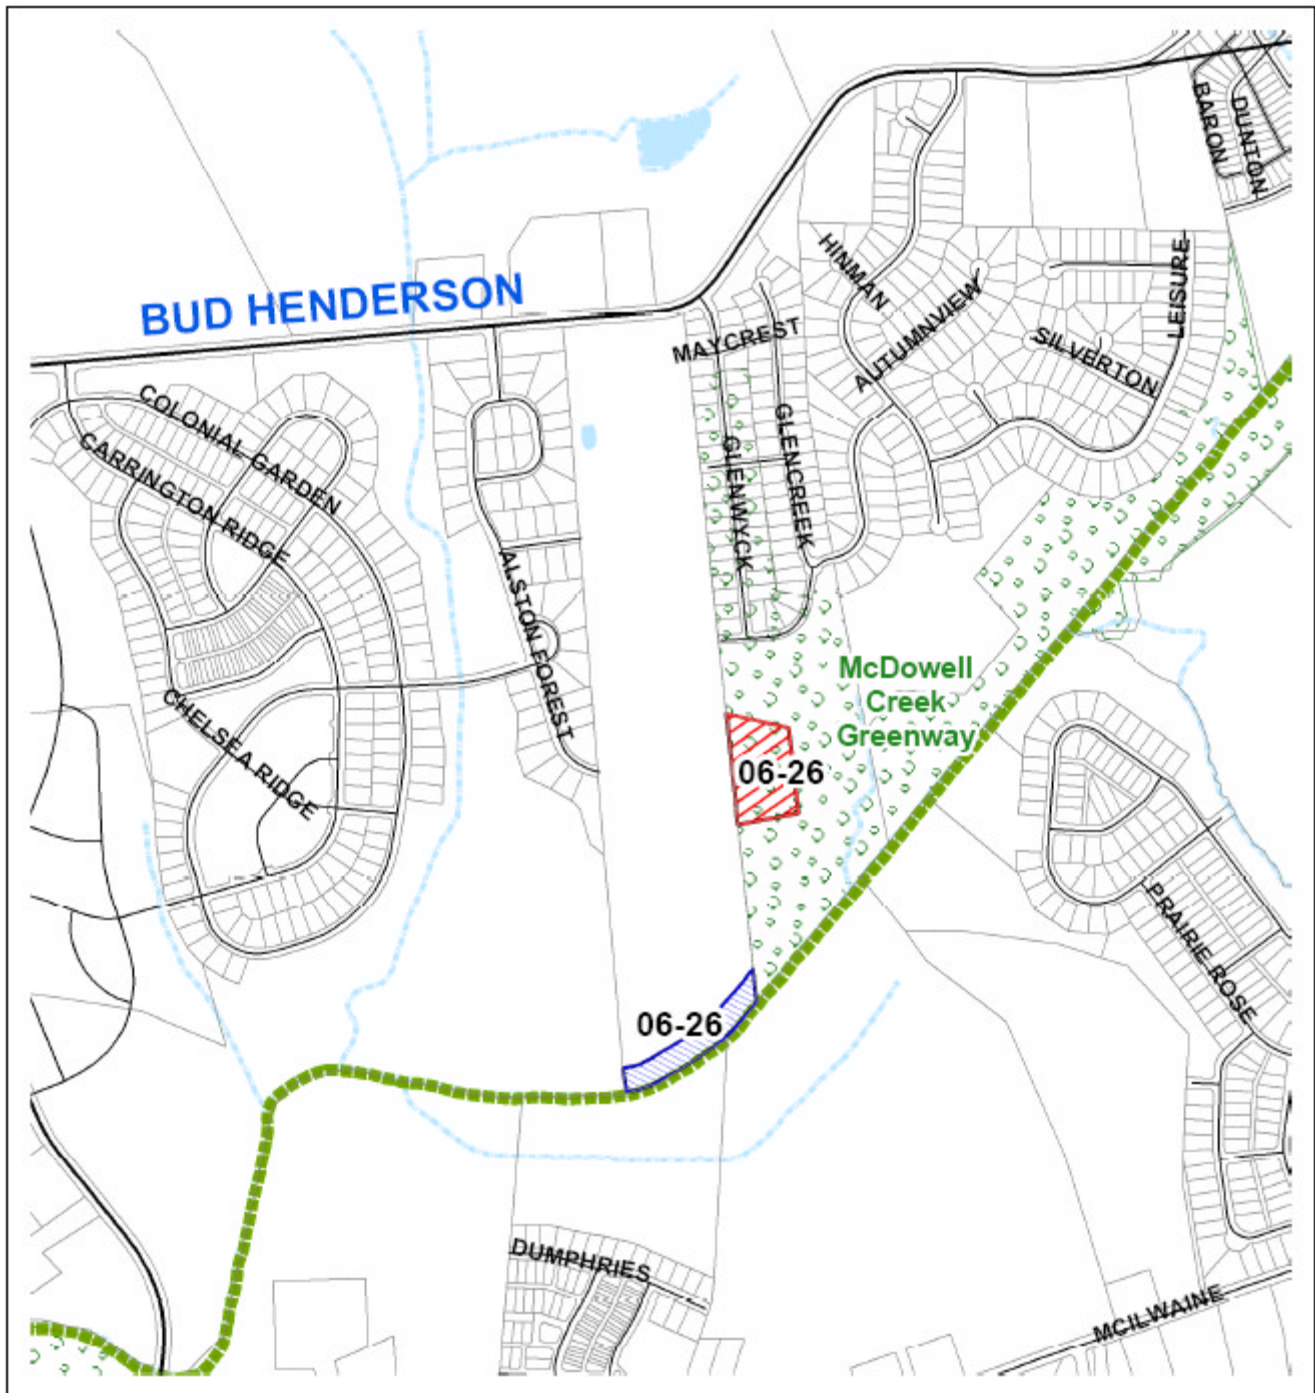 BARON
DUNTON
HINMAN
LEISURE
BUD HENDERSON
AUTUMNVIEW
MAYCREST
SILVERTON
COLONIAL GARDEN
CARRINGTON RIDGE
GLENCREEK
GLENWYCK
ALSTON FOREST
McDowell
Creek
Greenway
CHELSEA RIDGE
06-26
PRAIRIE ROSE
06-26
DUMPHRIES
MCILWAINE